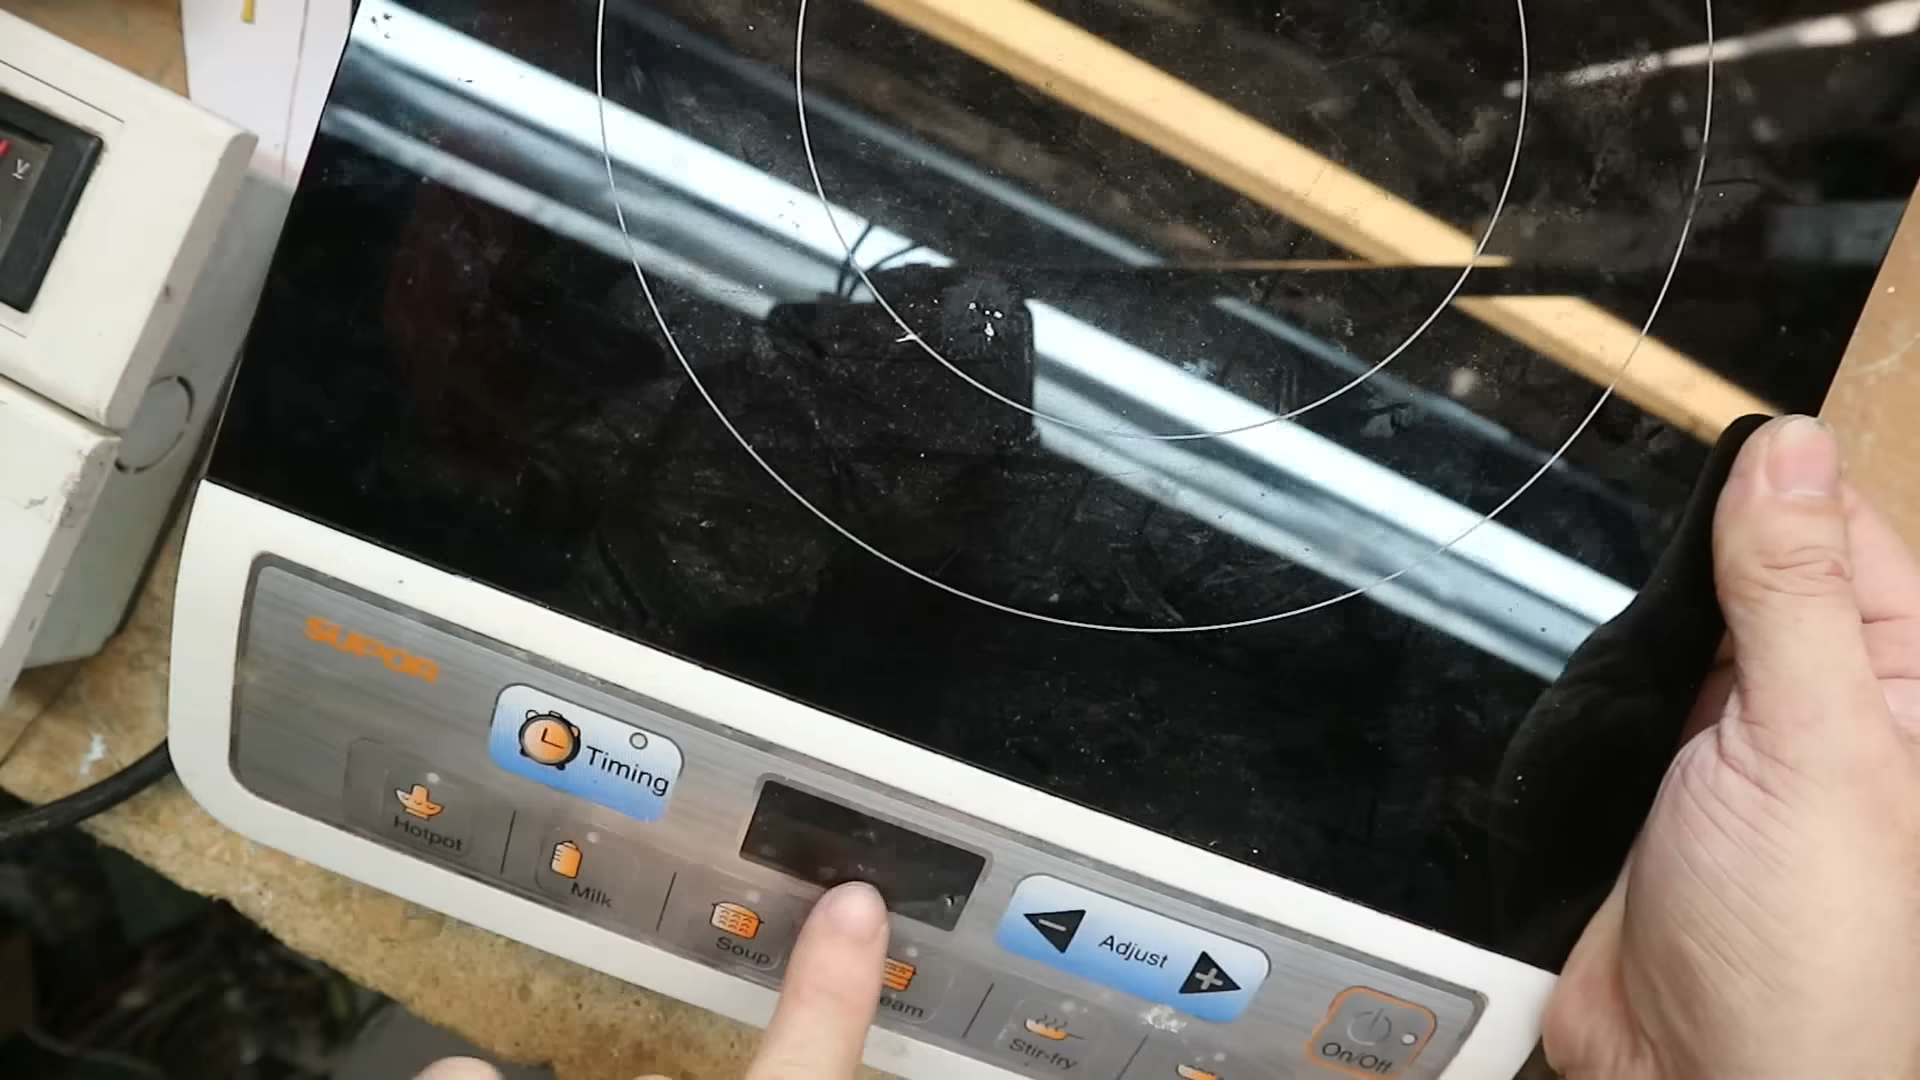 V
SUPOR
Timing
Hotpot
Milk
Soup
eam
Adjust
Stir-fry
On/Off